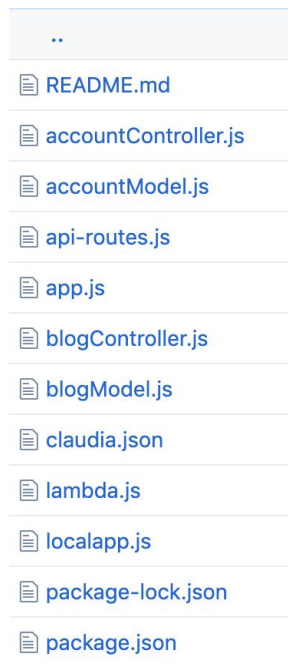 ..
README.md
accountController.js
accountModel.js
api-routes.js
app.js
blogController.js
blogModel.js
claudia.json
lambda.js
localapp.js
package-lock.json
package.json